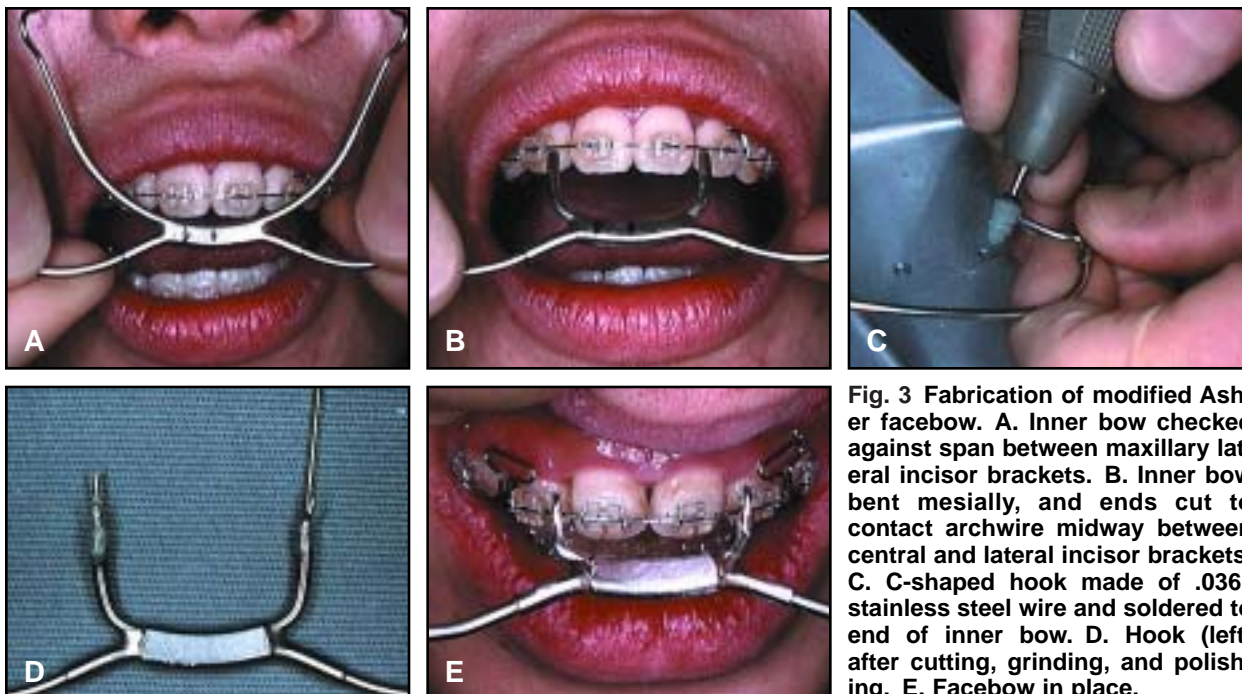 A
B
C
D
E
Fig. 3 Fabrication of modified Ash
er facebow. A. Inner bow checked
against span between maxillary lat
eral incisor brackets. B. Inner bow
bent mesially, and ends cut to
contact archwire midway between
central and lateral incisor brackets
C. C-shaped hook made of .036
stainless steel wire and soldered to
end of inner bow. D. Hook (left
after cutting, grinding, and polish
ing. E. Facebow in place.